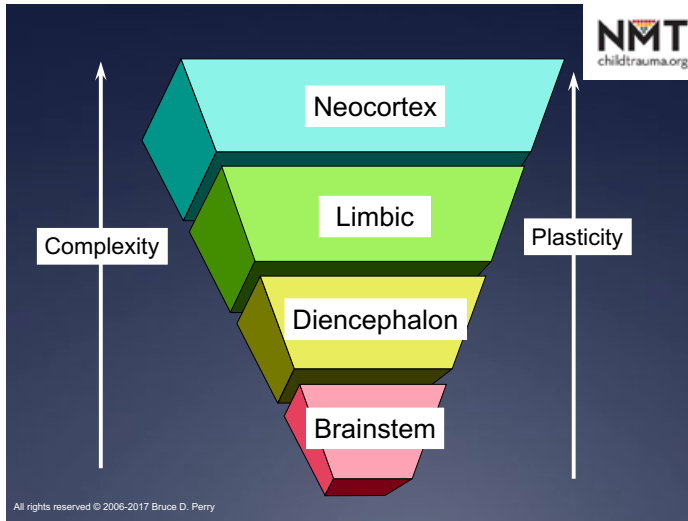 NMT
childtrauma.org
Neocortex
Limbic
Complexity
Plasticity
Diencephalon
Brainstem
All rights reserved © 2006-2017 Bruce D. Perry